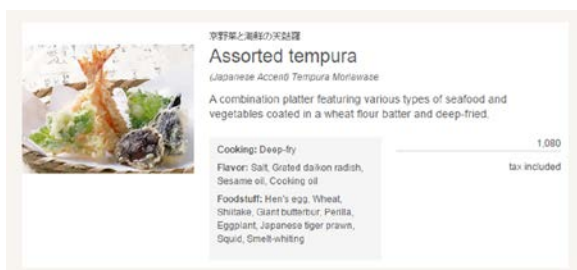 京野菜と海鮮の天麩羅
Assorted tempura
(Japanese Accent) Tempura Moriawase
A combination platter featuring various types of seafood and
vegetables coated in a wheat flour batter and deep-fried.
Cooking: Deep-fry
Flavor: Salt, Grated daikon radish,
Sesame oil, Cooking oil
Foodstuff: Hen's egg, Wheat,
Shiitake, Giant butterbur, Perilla,
Eggplant, Japanese tiger prawn,
Squid, Smelt-whiting
1,080
tax included